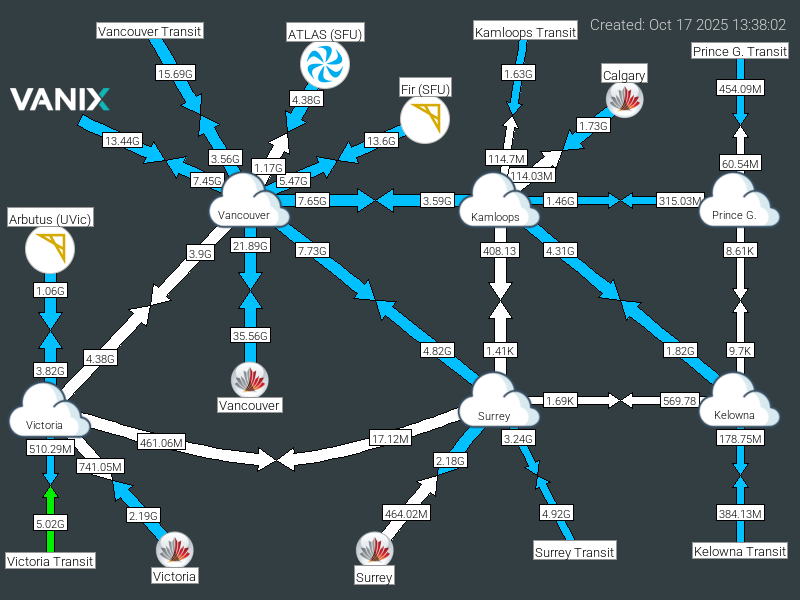 Created: Oct 17 2025 13:38:02
Vancouver Transit
ATLAS (SFU)
Kamloops Transit
Prince G. Transit
15.69G
1.63G
Calgary
Fir (SFU)
454.09M
VANIX
4.38G
1.73G
13.44G
13.6G
3.56G
1.17G
114.7M
60.54M
7.45G
5.47G
114.03M
7.65G
3.59G
1.46G
315.03M
Vancouver
Kamloops
Prince G.
Arbutus (UVic)
3.9G
21.89G
7.73G
408.13
4.31G
8.61K
1.06G
35.56G
4.38G
3.82G
4.82G
1.41K
1.82G
9.7K
Vancouver
1.69K
569.78
Victoria
Surrey
Kelowna
461.06M
17.12M
510.29M
741.05M
2.18G
3.24G
178.75M
5.02G
2.19G
464.02M
4.92G
384.13M
Victoria Transit
Victoria
Surrey
Surrey Transit
Kelowna Transit